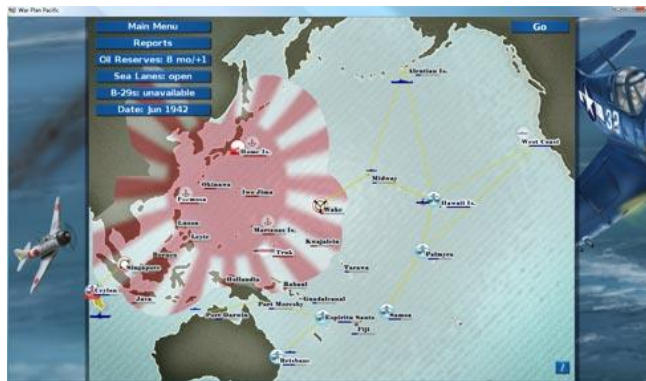 War Plan Pacific
Main Menu
Reports
Oil Reserves: 8 mo/+1
Sea Lanes: open
B-29s: unavailable
Date: Jun 1942
Go
Aleutian Is.
West Coast
Home Is.
Midway
Okinawa
Iwo Jima
Formosa
Wake
Hawaii Is.
Luzon
Marianas Is.
Leyte
Kwajalein
Truk
Palmyra
Borneo
Singapore
Tarawa
Hollandia
Rabaul
Ceylon
Java
Guadalcanal
Port Moresby
Port Darwin
Espiritu Santo
Samoa
Fiji
Brisbane
32